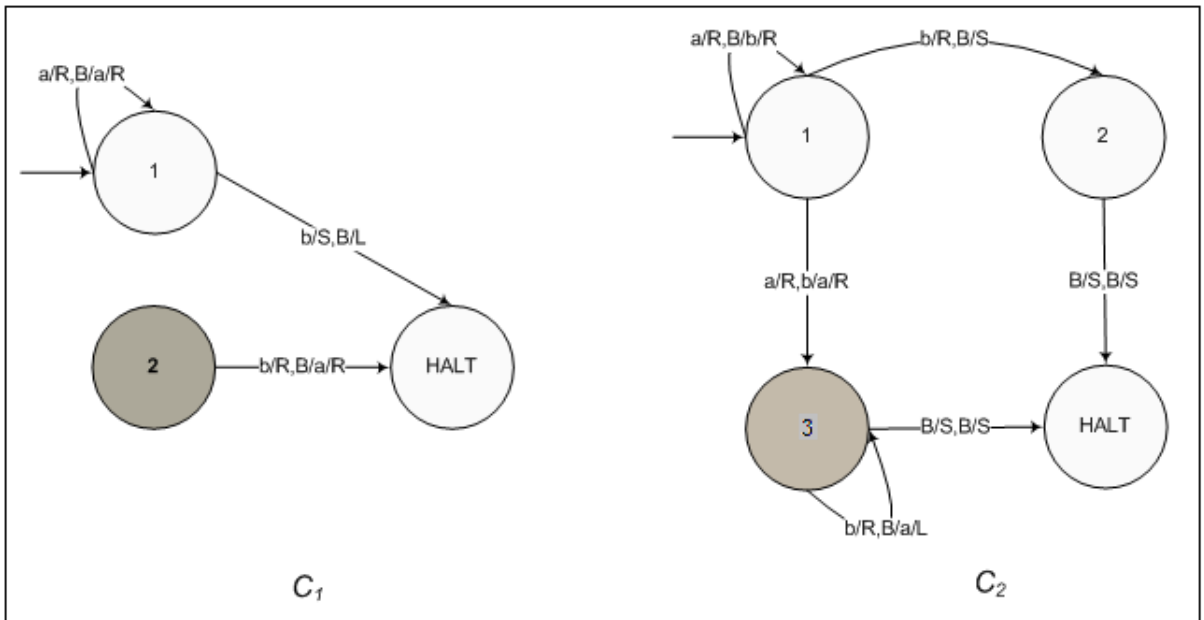 a/R,B/a/R
1
b/S,B/L
2
b/R,B/a/R
HALT
C1
a/R,B/b/R
b/R,B/S
1
2
a/R,b/a/R
B/S,B/S
3
B/S,B/S
HALT
b/R,B/a/L
C2